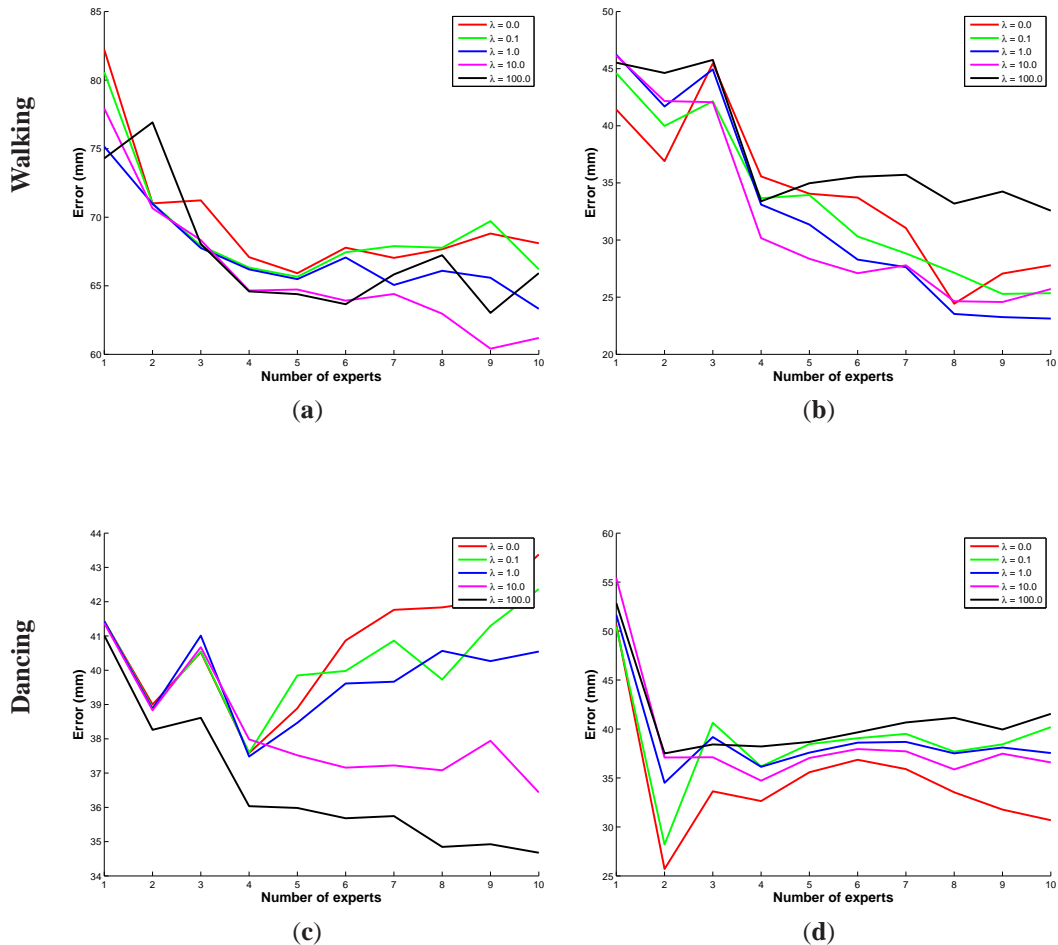 Walking
Error (mm)
85
80
75
70
65
60
1 2 3 4 5 6 7 8 9 10
Number of experts
λ = 0.0
λ = 0.1
λ = 1.0
λ = 10.0
λ = 100.0
(a)
Error (mm)
50
45
40
35
30
25
20
1 2 3 4 5 6 7 8 9 10
Number of experts
λ = 0.0
λ = 0.1
λ = 1.0
λ = 10.0
λ = 100.0
(b)
Dancing
Error (mm)
44
43
42
41
40
39
38
37
36
35
34
1 2 3 4 5 6 7 8 9 10
Number of experts
λ = 0.0
λ = 0.1
λ = 1.0
λ = 10.0
λ = 100.0
(c)
Error (mm)
60
55
50
45
40
35
30
25
1 2 3 4 5 6 7 8 9 10
Number of experts
λ = 0.0
λ = 0.1
λ = 1.0
λ = 10.0
λ = 100.0
(d)